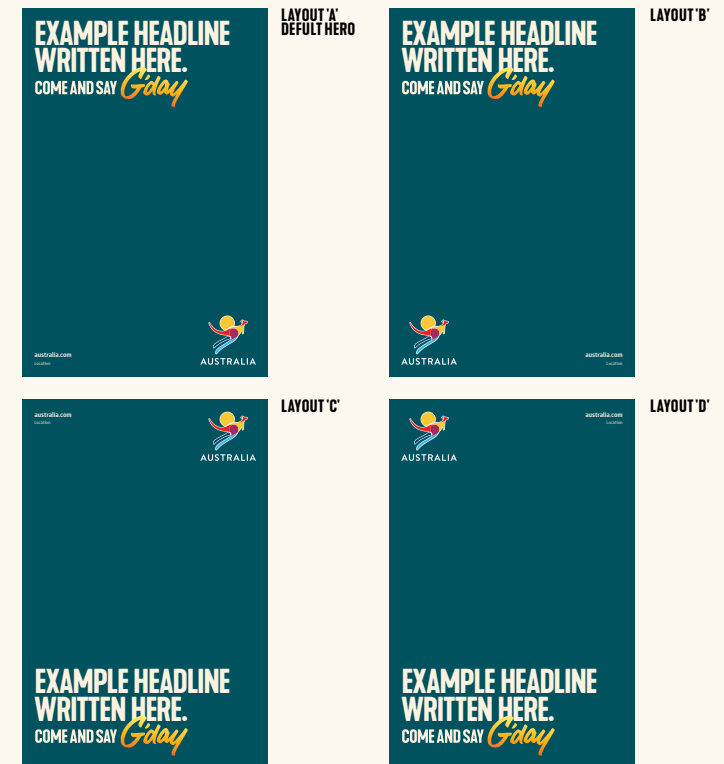 EXAMPLE HEADLINE
WRITTEN HERE.
COME AND SAY G'day
AUSTRALIA
australia.com
Location
LAYOUT 'A'
DEFULT HERO
EXAMPLE HEADLINE
WRITTEN HERE.
COME AND SAY G'day
AUSTRALIA
australia.com
Location
LAYOUT 'B'
australia.com
Location
AUSTRALIA
EXAMPLE HEADLINE
WRITTEN HERE.
COME AND SAY G'day
LAYOUT 'C'
AUSTRALIA
australia.com
Location
EXAMPLE HEADLINE
WRITTEN HERE.
COME AND SAY G'day
LAYOUT 'D'